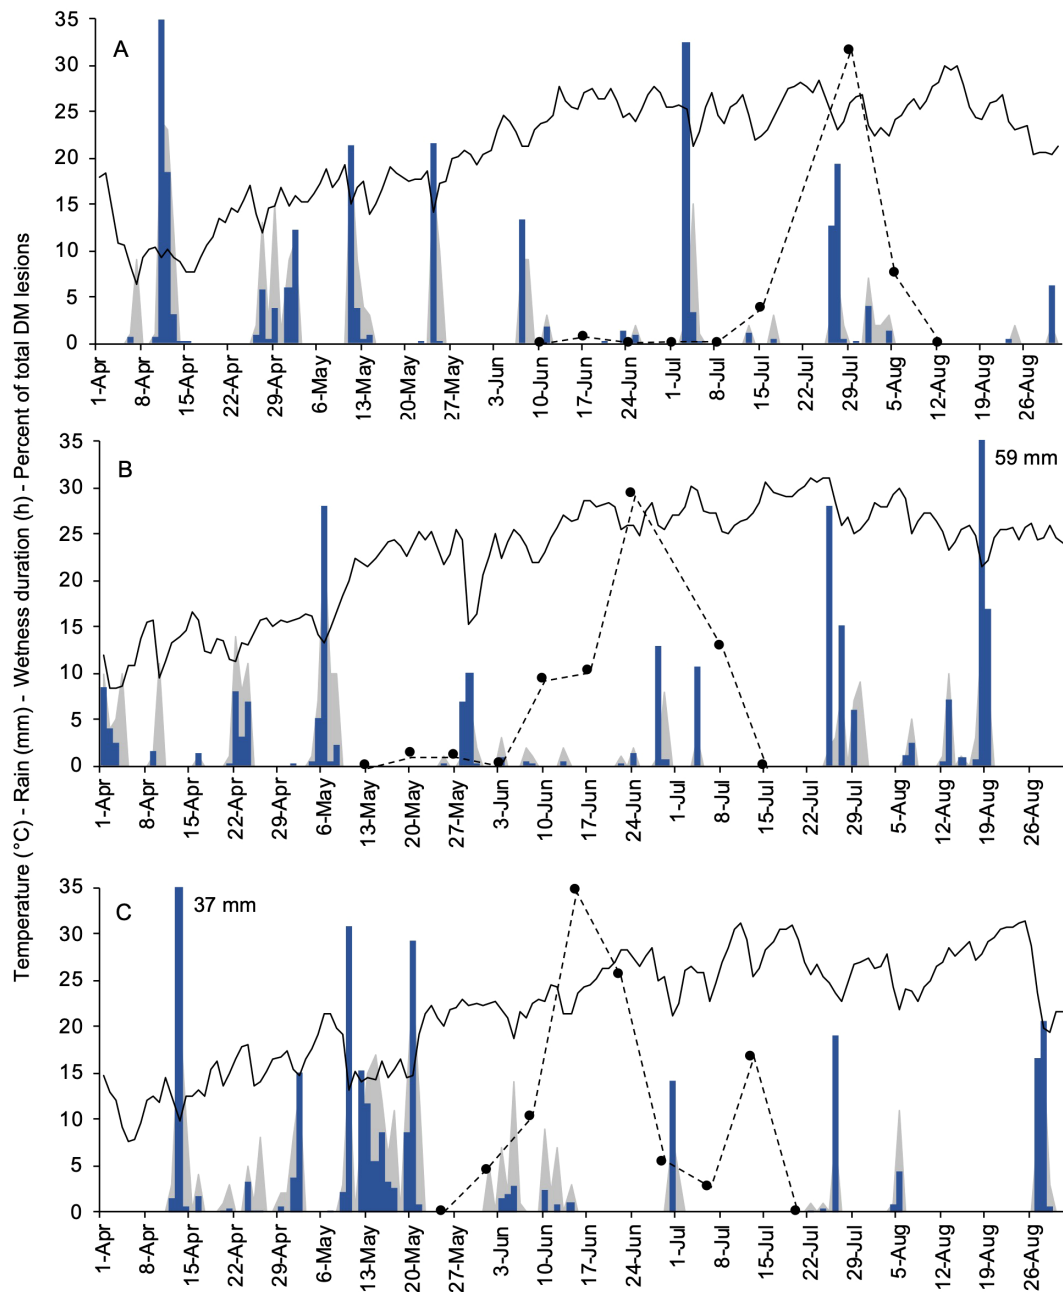 Temperature (°C) - Rain (mm) - Wetness duration (h) - Percent of total DM lesions
A
35
30
25
20
15
10
5
0
1-Apr
8-Apr
15-Apr
22-Apr
29-Apr
6-May
13-May
20-May
27-May
3-Jun
10-Jun
17-Jun
24-Jun
1-Jul
8-Jul
15-Jul
22-Jul
29-Jul
5-Aug
12-Aug
19-Aug
26-Aug
B
59 mm
35
30
25
20
15
10
5
0
1-Apr
8-Apr
15-Apr
22-Apr
29-Apr
6-May
13-May
20-May
27-May
3-Jun
10-Jun
17-Jun
24-Jun
1-Jul
8-Jul
15-Jul
22-Jul
29-Jul
5-Aug
12-Aug
19-Aug
26-Aug
C
37 mm
35
30
25
20
15
10
5
0
1-Apr
8-Apr
15-Apr
22-Apr
29-Apr
6-May
13-May
20-May
27-May
3-Jun
10-Jun
17-Jun
24-Jun
1-Jul
8-Jul
15-Jul
22-Jul
29-Jul
5-Aug
12-Aug
19-Aug
26-Aug